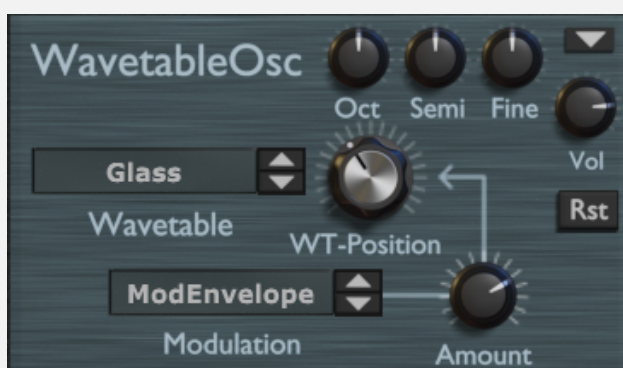 WavetableOsc
Oct Semi Fine
Vol
Glass
Wavetable
WT-Position
Rst
ModEnvelope
Modulation
Amount